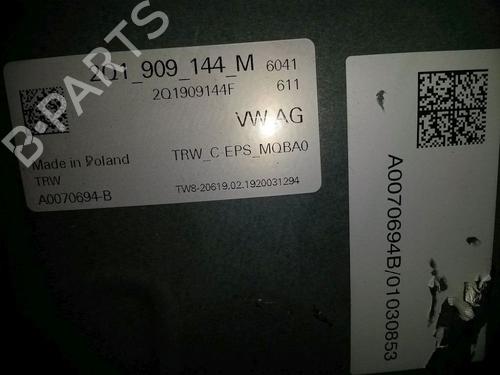 B-PARTS
2Q1_909_144_M 6041
2Q1909144F 611
VW AG
Made in Poland
TRW_C-EPS_MQBA0
TRW
A0070694-B
TW8-20619.02.1920031294
A0070694B/01030853